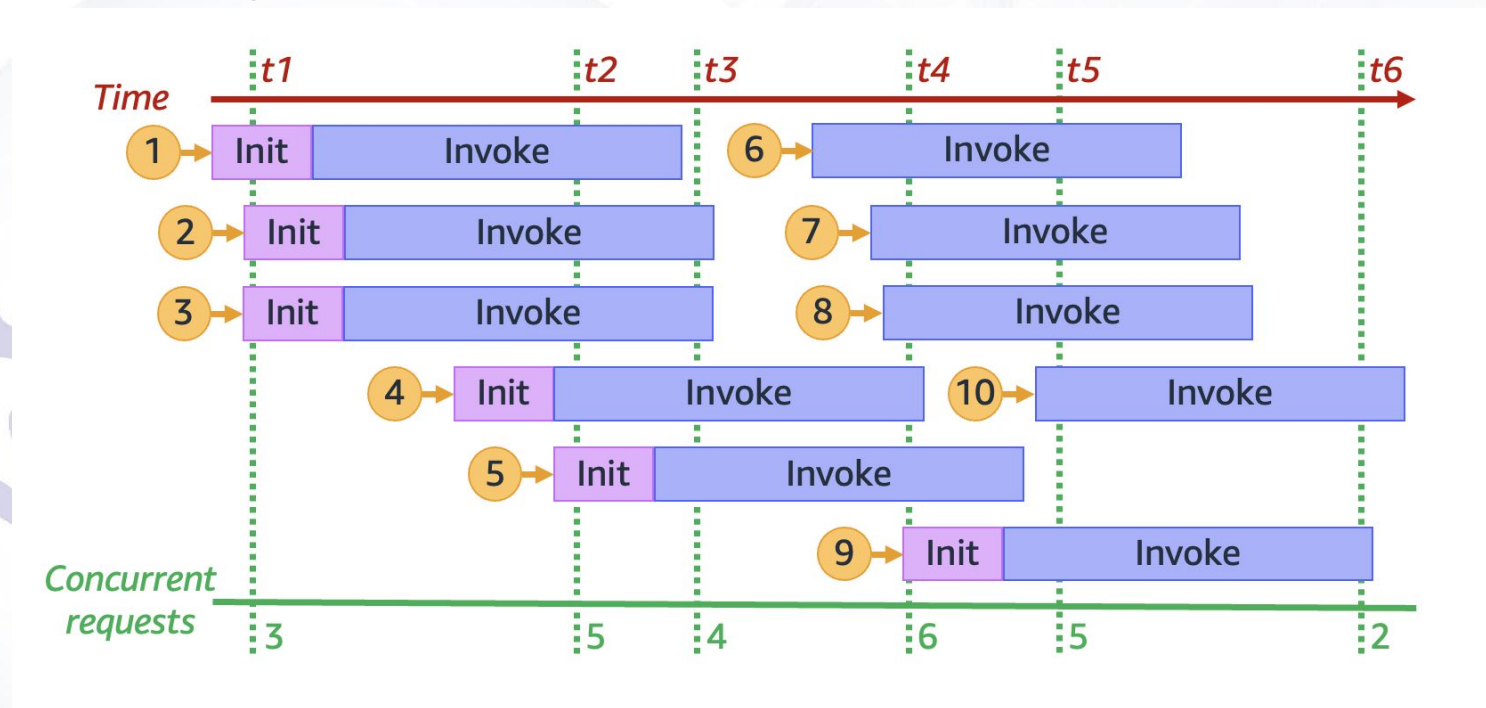 t1 t2 t3 t4 t5 t6
Time
1 Init Invoke 6 Invoke
2 Init Invoke 7 Invoke
3 Init Invoke 8 Invoke
4 Init Invoke 10 Invoke
5 Init Invoke
9 Init Invoke
Concurrent
requests
3 5 4 6 5 2